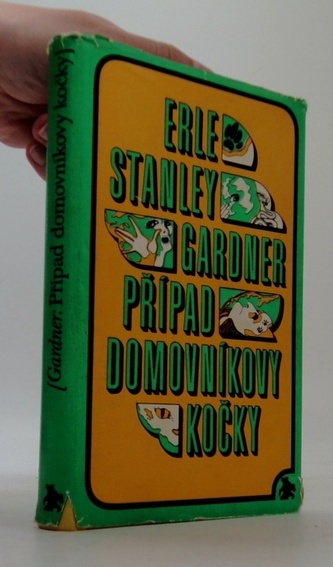 (Gardner: Případ domovníkovy kočky)
ERLE
STANLEY
GARDNER
PŘÍPAD
DOMOVNÍKOVY
KOČKY